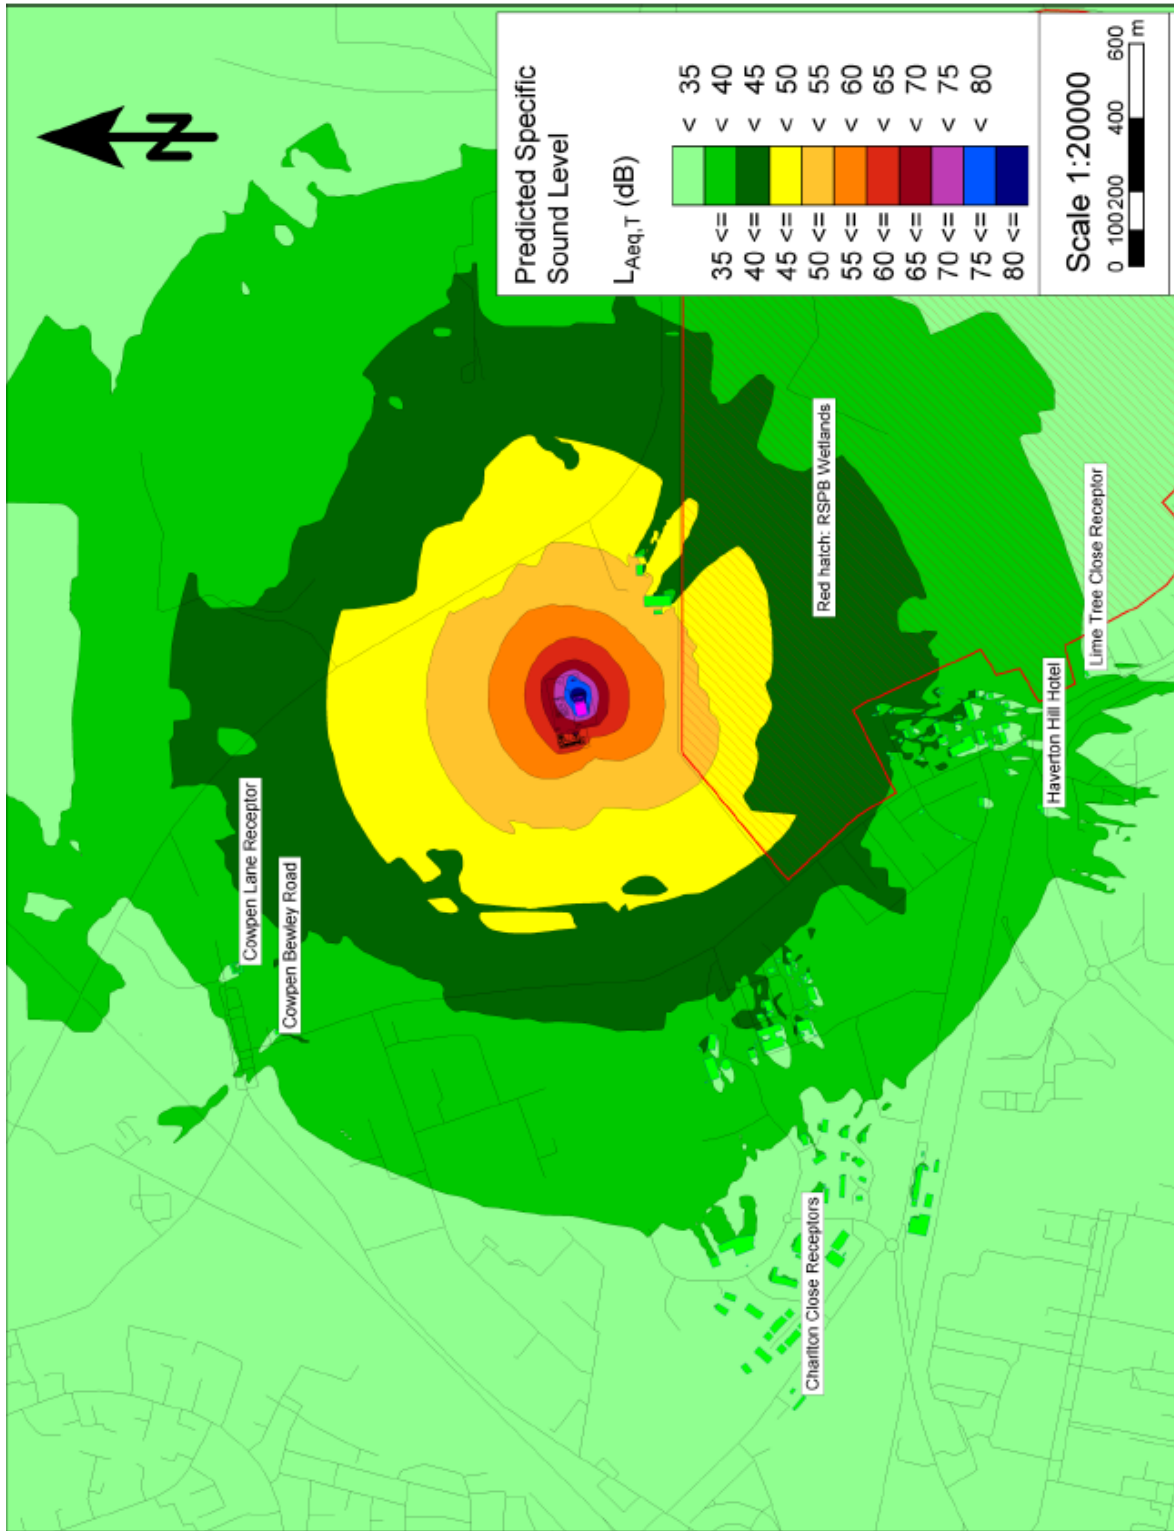 N
Predicted Specific
Sound Level
LAeq,T (dB)
< 35
35 <= < 40
40 <= < 45
45 <= < 50
50 <= < 55
55 <= < 60
60 <= < 65
65 <= < 70
70 <= < 75
75 <= < 80
80 <=
Scale 1:20000
0 100 200 400 600
m
Cowpen Lane Receptor
Cowpen Bewley Road
Red hatch: RSPB Wetlands
Charlton Close Receptors
Haverton Hill Hotel
Lime Tree Close Receptor